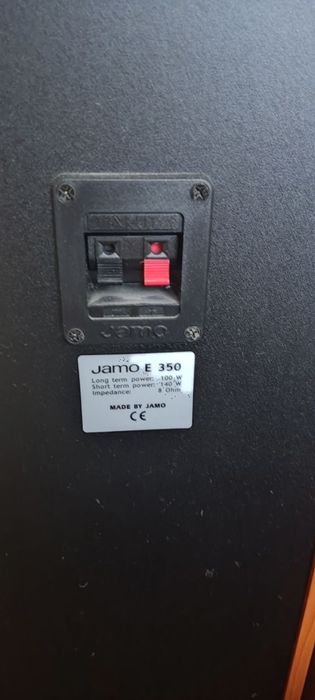 Jamo
Jamo E 350
Long term power: 100 W
Short term power: 140 W
Impedance: 8 Ohm
MADE BY JAMO
CE